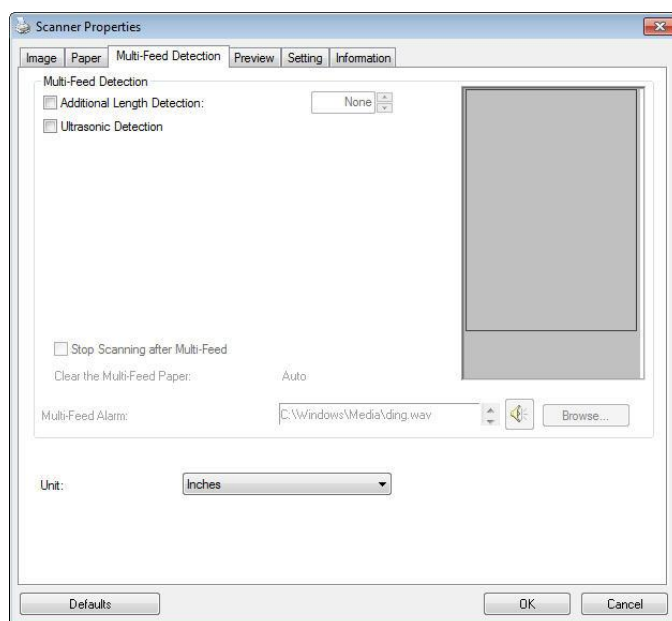 Scanner Properties
Image Paper Multi-Feed Detection Preview Setting Information
Multi-Feed Detection
Additional Length Detection: None
Ultrasonic Detection
Stop Scanning after Multi-Feed
Clear the Multi-Feed Paper: Auto
Multi-Feed Alarm: C:\Windows\Media\ding.wav Browse...
Unit: Inches
Defaults OK Cancel